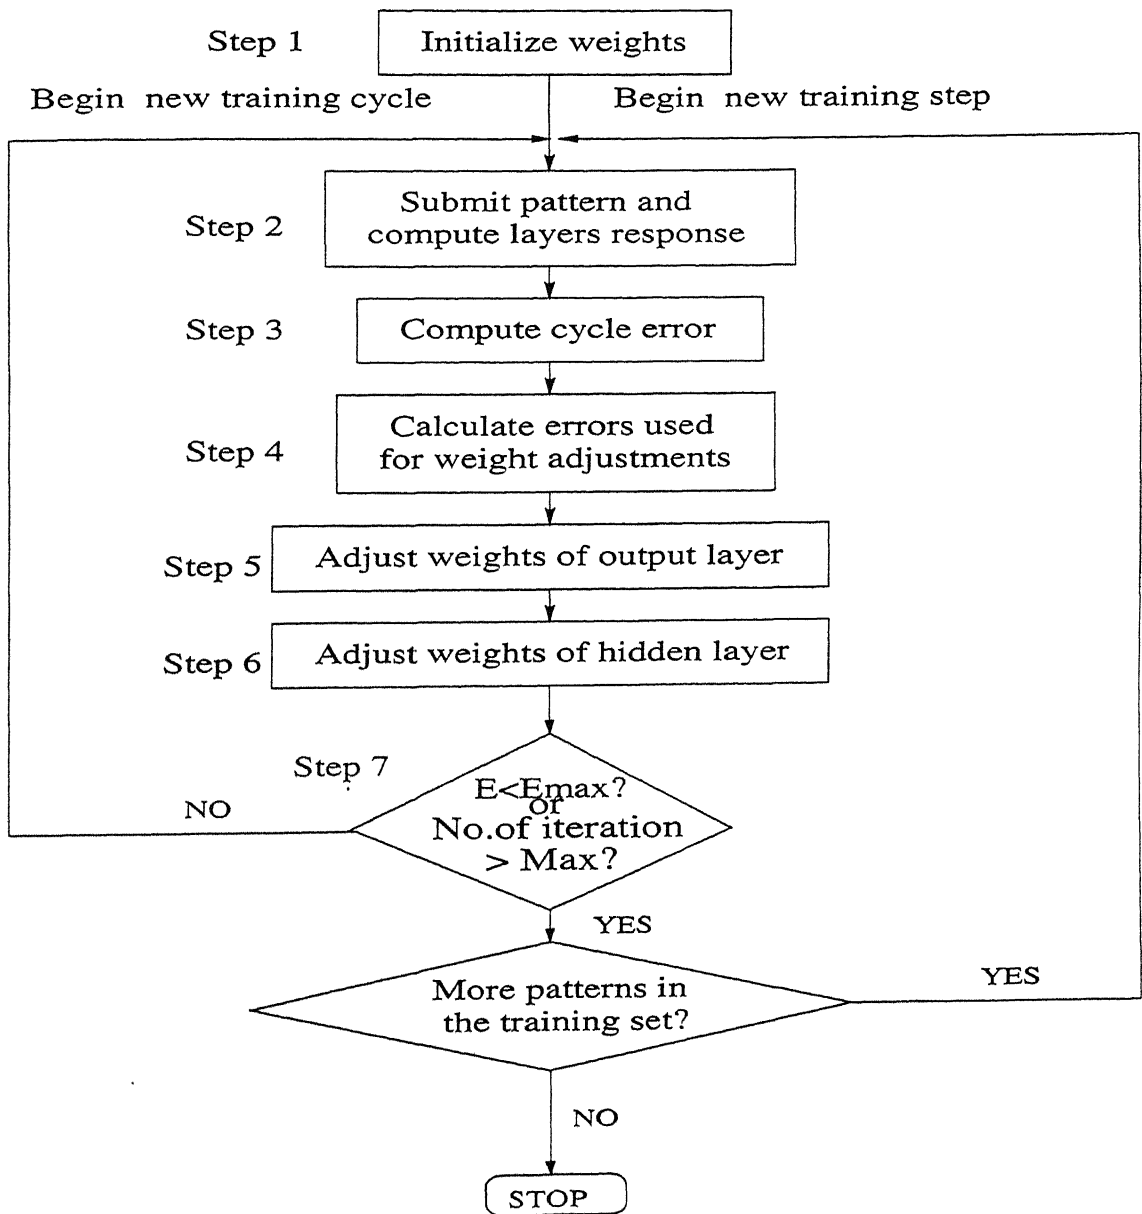 Step 1
Initialize weights
Begin new training cycle
Begin new training step
Step 2
Submit pattern and
compute layers response
Step 3
Compute cycle error
Step 4
Calculate errors used
for weight adjustments
Step 5
Adjust weights of output layer
Step 6
Adjust weights of hidden layer
Step 7
E<Emax?
or
No.of iteration
> Max?
NO
YES
More patterns in
the training set?
YES
NO
STOP